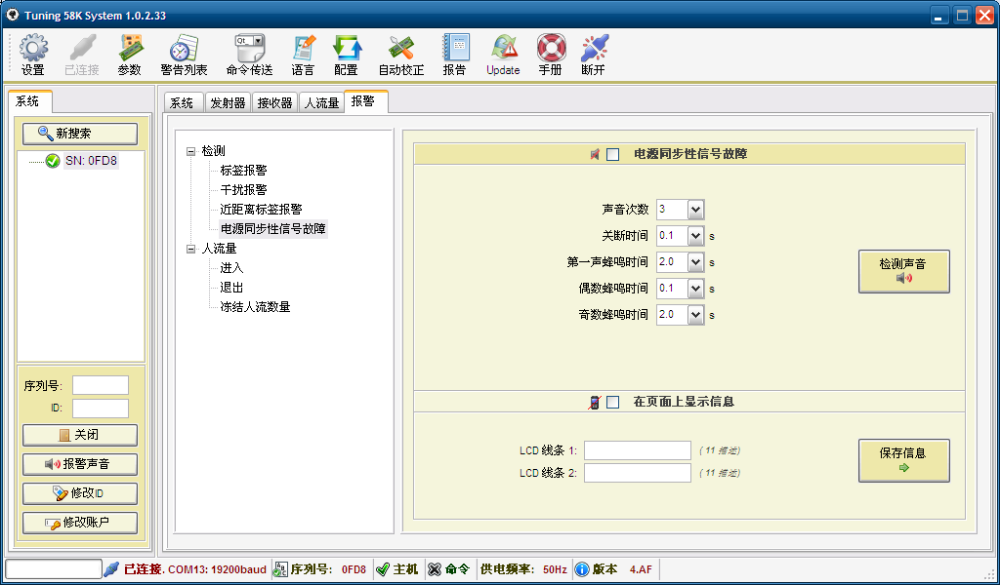 Tuning 58K System 1.0.2.33
设置 已连接 参数 警告列表 命令传送 语言 配置 自动校正 报告 Update 手册 断开
系统
新搜索
SN: 0FD8
序列号:
ID:
关闭
报警声音
修改ID
修改账户
系统 发射器 接收器 人流量 报警
检测
标签报警
干扰报警
近距离标签报警
电源同步性信号故障
人流量
进入
退出
冻结人流数量
电源同步性信号故障
声音次数 3
关断时间 0.1 s
第一声蜂鸣时间 2.0 s
偶数蜂鸣时间 0.1 s
奇数蜂鸣时间 2.0 s
检测声音
在页面上显示信息
LCD 线条 1: (11 描述)
LCD 线条 2: (11 描述)
保存信息
已连接. COM13: 19200baud 序列号: 0FD8 主机 命令 供电频率: 50Hz 版本 4.AF